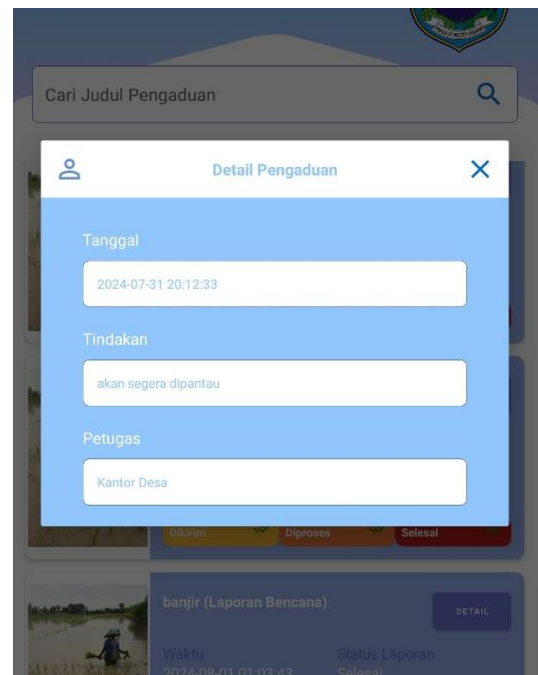 Cari Judul Pengaduan
Detail Pengaduan
Tanggal
2024-07-31 20:12:33
Tindakan
akan segera dipantau
Petugas
Kantor Desa
Dikirim Diproses Selesai
banjir (Laporan Bencana)
DETAIL
Waktu Status Laporan
2024-08-01 01:03:43 Selesai